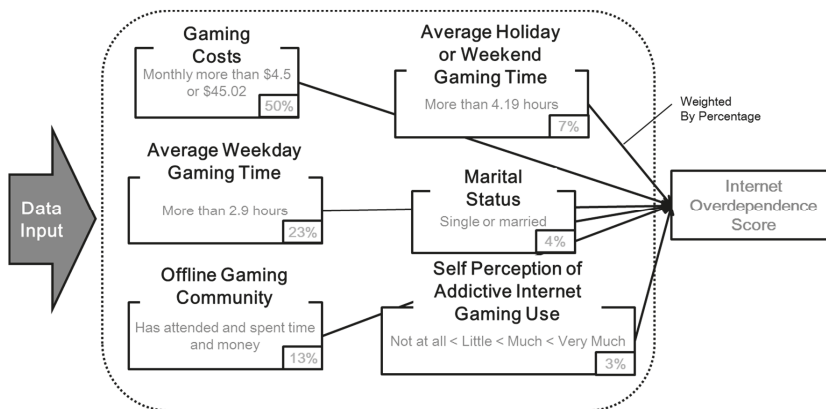 Data
Input
Gaming
Costs
Monthly more than $4.5
or $45.02
50%
Average Weekday
Gaming Time
More than 2.9 hours
23%
Offline Gaming
Community
Has attended and spent time
and money
13%
Average Holiday
or Weekend
Gaming Time
More than 4.19 hours
7%
Marital
Status
Single or married
4%
Self Perception of
Addictive Internet
Gaming Use
Not at all < Little < Much < Very Much
3%
Weighted
By Percentage
Internet
Overdependence
Score